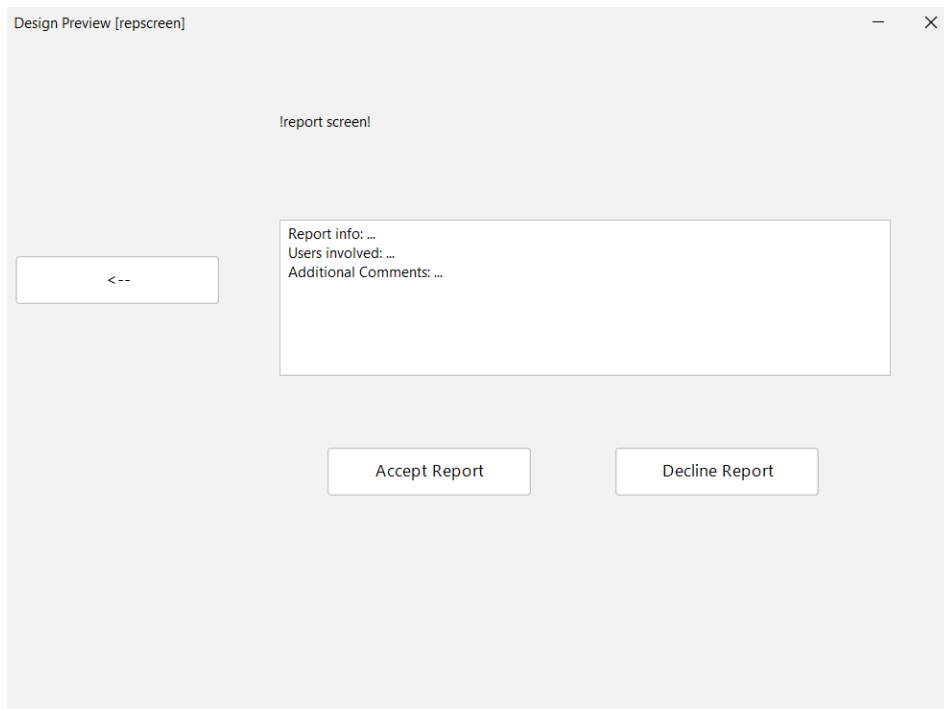 Design Preview [repscreen]
!report screen!
Report info: ...
Users involved: ...
Additional Comments: ...
<--
Accept Report
Decline Report